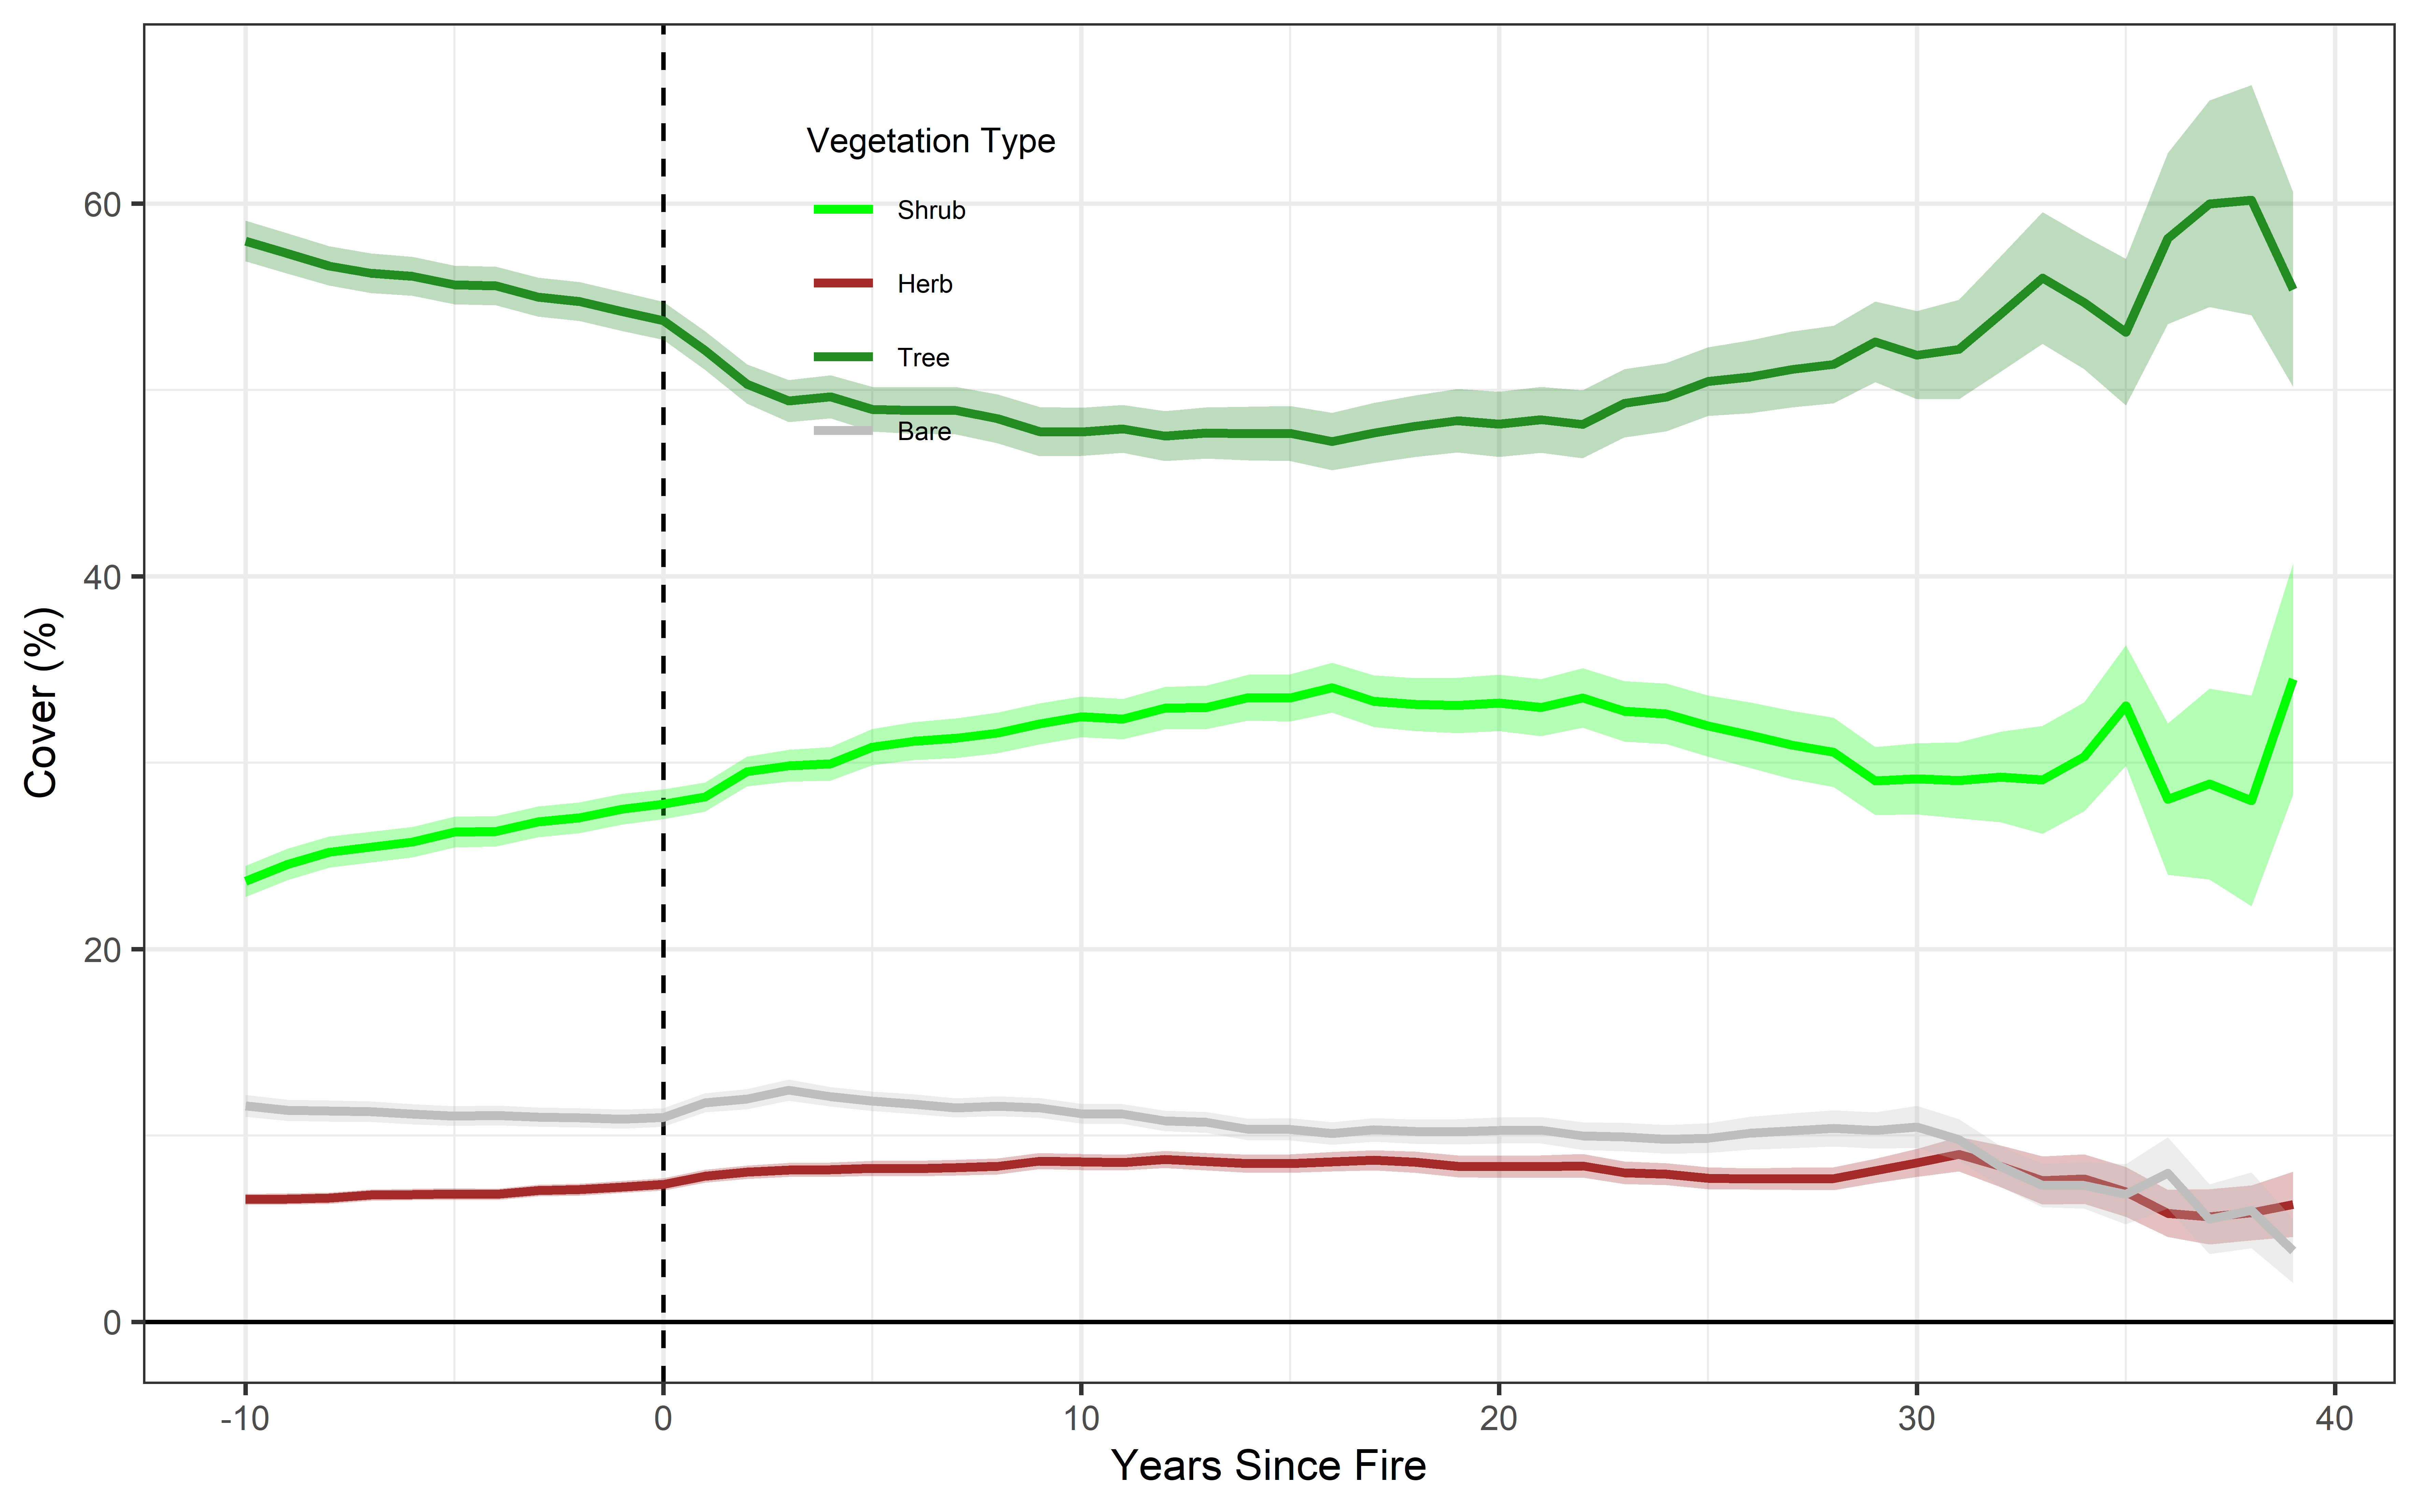 Vegetation Type
Shrub
Herb
Tree
Bare
60
40
20
0
Cover (%)
-10 0 10 20 30 40
Years Since Fire